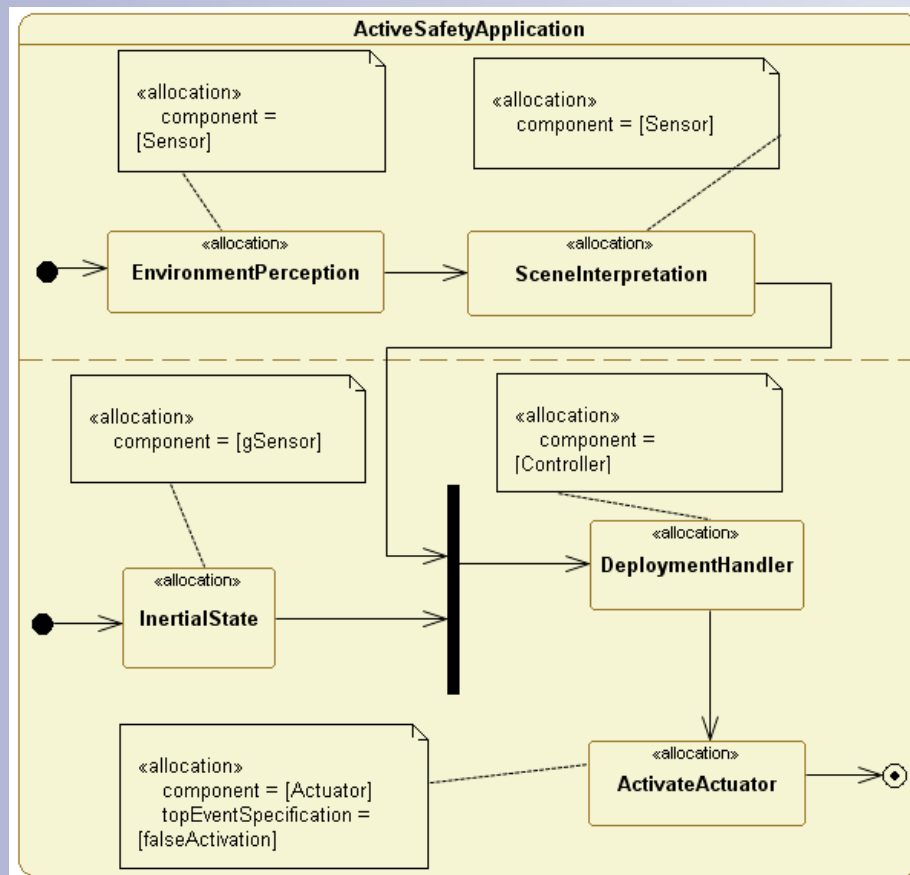 ActiveSafetyApplication
«allocation»
component =
[Sensor]
«allocation»
component = [Sensor]
«allocation»
EnvironmentPerception
«allocation»
SceneInterpretation
«allocation»
component = [gSensor]
«allocation»
component =
[Controller]
«allocation»
DeploymentHandler
«allocation»
InertialState
«allocation»
component = [Actuator]
topEventSpecification =
[falseActivation]
«allocation»
ActivateActuator